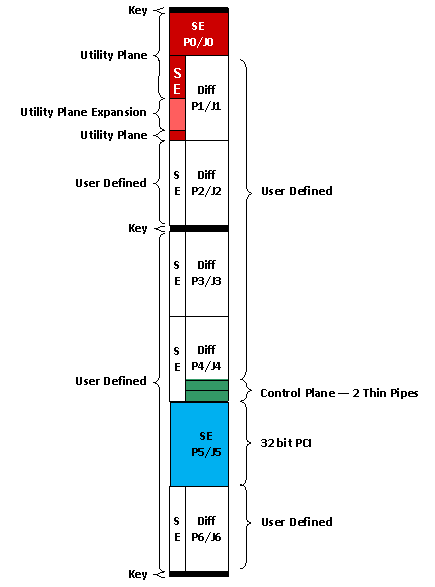 Key
SE
P0/J0
Utility Plane
S
E
Diff
P1/J1
Utility Plane Expansion
Utility Plane
User Defined
S
E
Diff
P2/J2
User Defined
Key
S
E
Diff
P3/J3
S
E
Diff
P4/J4
User Defined
Control Plane — 2 Thin Pipes
SE
P5/J5
32 bit PCI
S
E
Diff
P6/J6
User Defined
Key